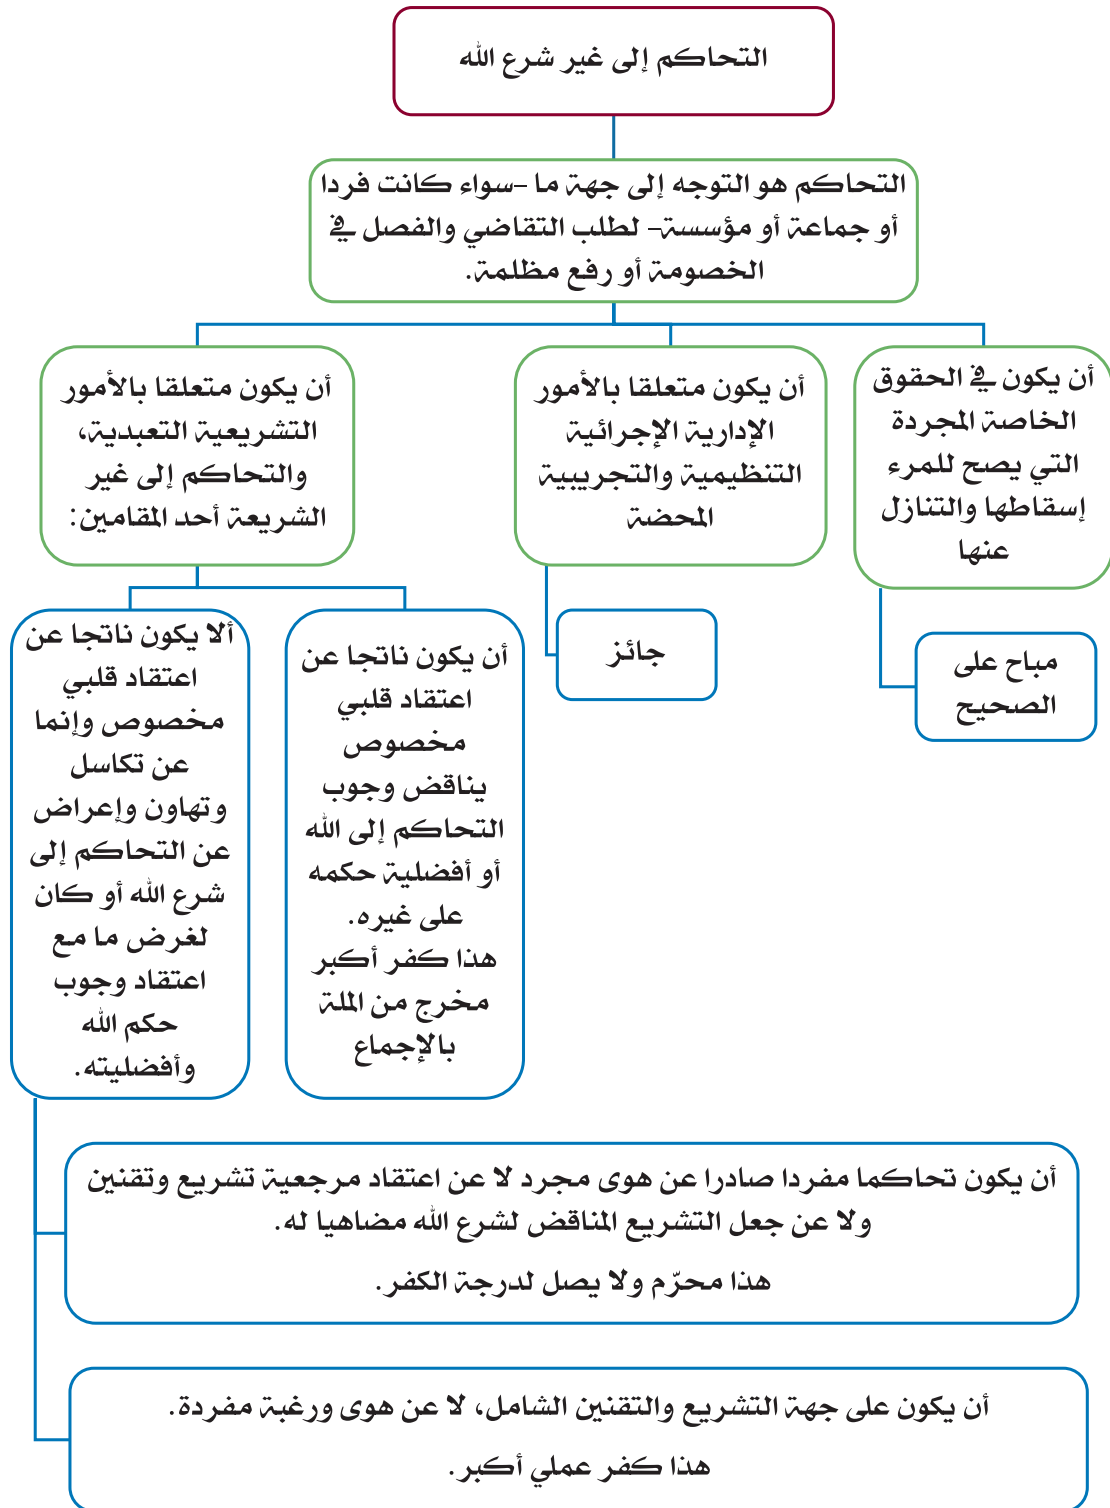 التحاكم إلى غير شرع الله
التحاكم هو التوجه إلى جهة ما –سواء كانت فردا
أو جماعة أو مؤسسة– لطلب التقاضي والفصل في
الخصومة أو رفع مظلمة.
أن يكون في الحقوق
الخاصة المجردة
التي يصح للمرء
إسقاطها والتنازل
عنها
مباح على
الصحيح
أن يكون متعلقا بالأمور
الإدارية الإجرائية
التنظيمية والتجريبية
المحضة
جائز
أن يكون متعلقا بالأمور
التشريعية التعبدية،
والتحاكم إلى غير
الشريعة أحد المقامين:
أن يكون ناتجا عن
اعتقاد قلبي
مخصوص
يناقض وجوب
التحاكم إلى الله
أو أفضلية حكمه
على غيره.
هذا كفر أكبر
مخرج من الملة
بالإجماع
ألا يكون ناتجا عن
اعتقاد قلبي
مخصوص وإنما
عن تكاسل
وتهاون وإعراض
عن التحاكم إلى
شرع الله أو كان
لغرض ما مع
اعتقاد وجوب
حكم الله
وأفضليته.
أن يكون تحاكما مفردا صادرا عن هوى مجرد لا عن اعتقاد مرجعية تشريع وتقنين
ولا عن جعل التشريع المناقض لشرع الله مضاهيا له.
هذا محرّم ولا يصل لدرجة الكفر.
أن يكون على جهة التشريع والتقنين الشامل، لا عن هوى ورغبة مفردة.
هذا كفر عملي أكبر.